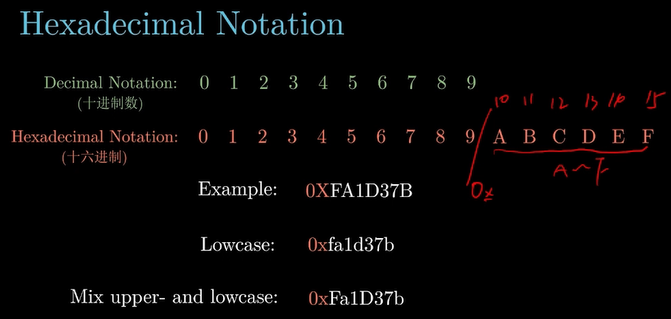 Hexadecimal Notation
Decimal Notation: 0 1 2 3 4 5 6 7 8 9
(十进制数)
10 11 12 13 14 15
Hexadecimal Notation: 0 1 2 3 4 5 6 7 8 9 A B C D E F
(十六进制)
A~F
Example: 0XFA1D37B
0x
Lowcase: 0xfa1d37b
Mix upper- and lowcase: 0xFa1D37b